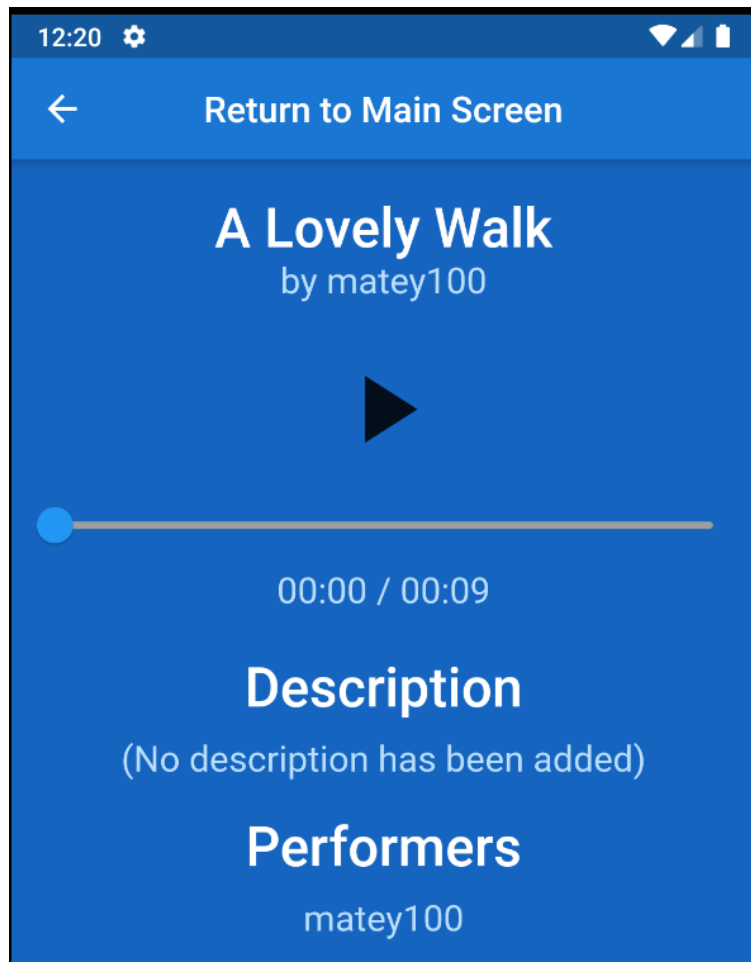 12:20
Return to Main Screen
A Lovely Walk
by matey100
00:00 / 00:09
Description
(No description has been added)
Performers
matey100